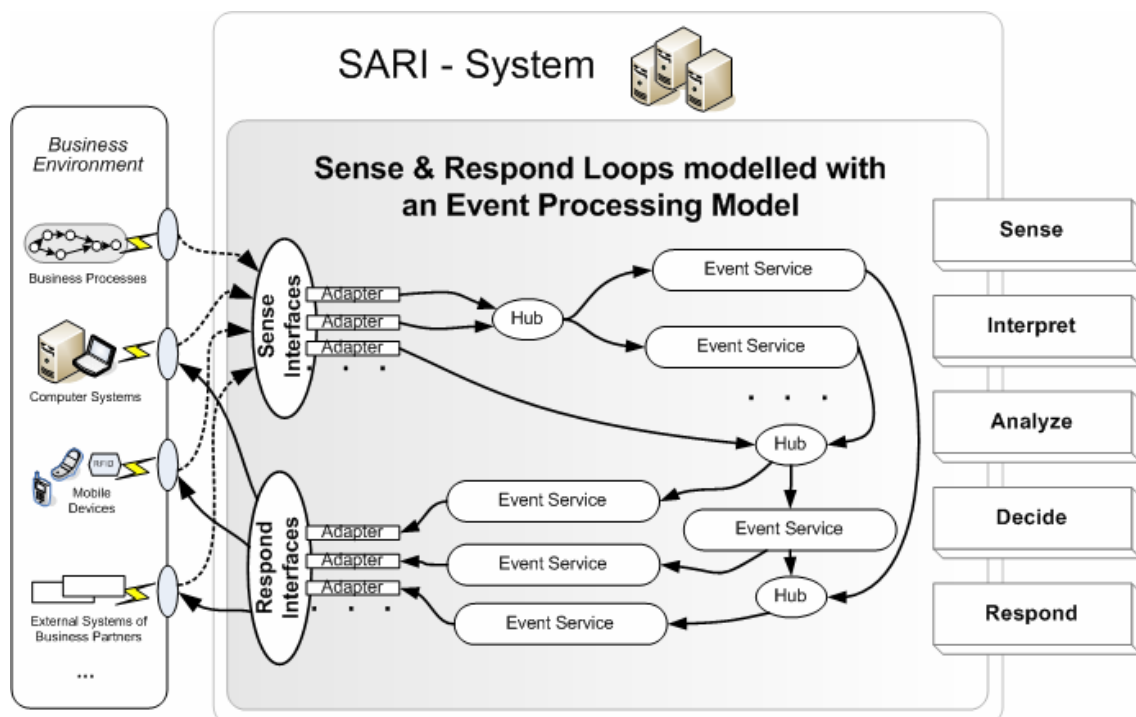 SARI - System
Business
Environment
Sense & Respond Loops modelled with
an Event Processing Model
Business Processes
Computer Systems
RFID
Mobile
Devices
External Systems of
Business Partners
...
Sense
Interfaces
Adapter
Adapter
Adapter
. . .
Hub
Event Service
Event Service
. . .
Hub
Event Service
Event Service
Event Service
Hub
Event Service
Respond
Interfaces
Adapter
Adapter
Adapter
. . .
Sense
Interpret
Analyze
Decide
Respond